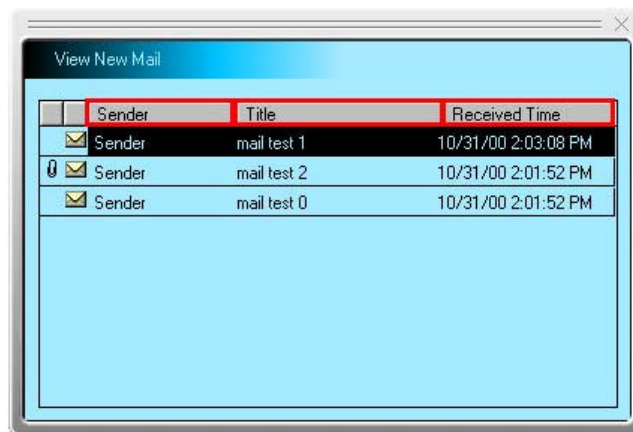 View New Mail
Sender Title Received Time
Sender mail test 1 10/31/00 2:03:08 PM
Sender mail test 2 10/31/00 2:01:52 PM
Sender mail test 0 10/31/00 2:01:52 PM